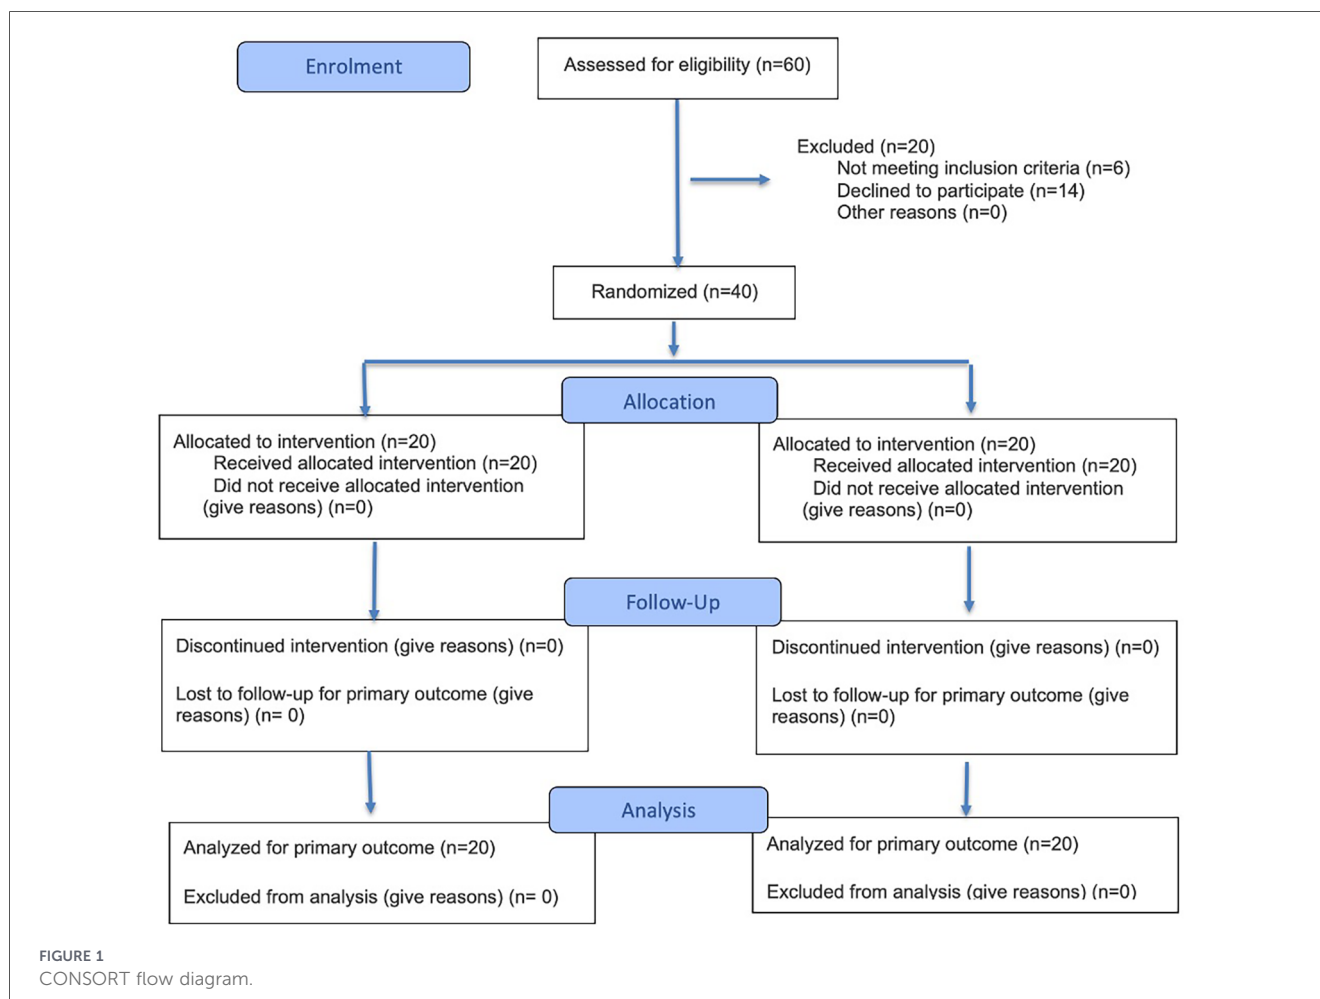 Enrolment
Assessed for eligibility (n=60)
Excluded (n=20)
Not meeting inclusion criteria (n=6)
Declined to participate (n=14)
Other reasons (n=0)
Randomized (n=40)
Allocation
Allocated to intervention (n=20)
Received allocated intervention (n=20)
Did not receive allocated intervention
(give reasons) (n=0)
Allocated to intervention (n=20)
Received allocated intervention (n=20)
Did not receive allocated intervention
(give reasons) (n=0)
Follow-Up
Discontinued intervention (give reasons) (n=0)
Lost to follow-up for primary outcome (give
reasons) (n= 0)
Discontinued intervention (give reasons) (n=0)
Lost to follow-up for primary outcome (give
reasons) (n=0)
Analysis
Analyzed for primary outcome (n=20)
Excluded from analysis (give reasons) (n= 0)
Analyzed for primary outcome (n=20)
Excluded from analysis (give reasons) (n=0)
FIGURE 1
CONSORT flow diagram.